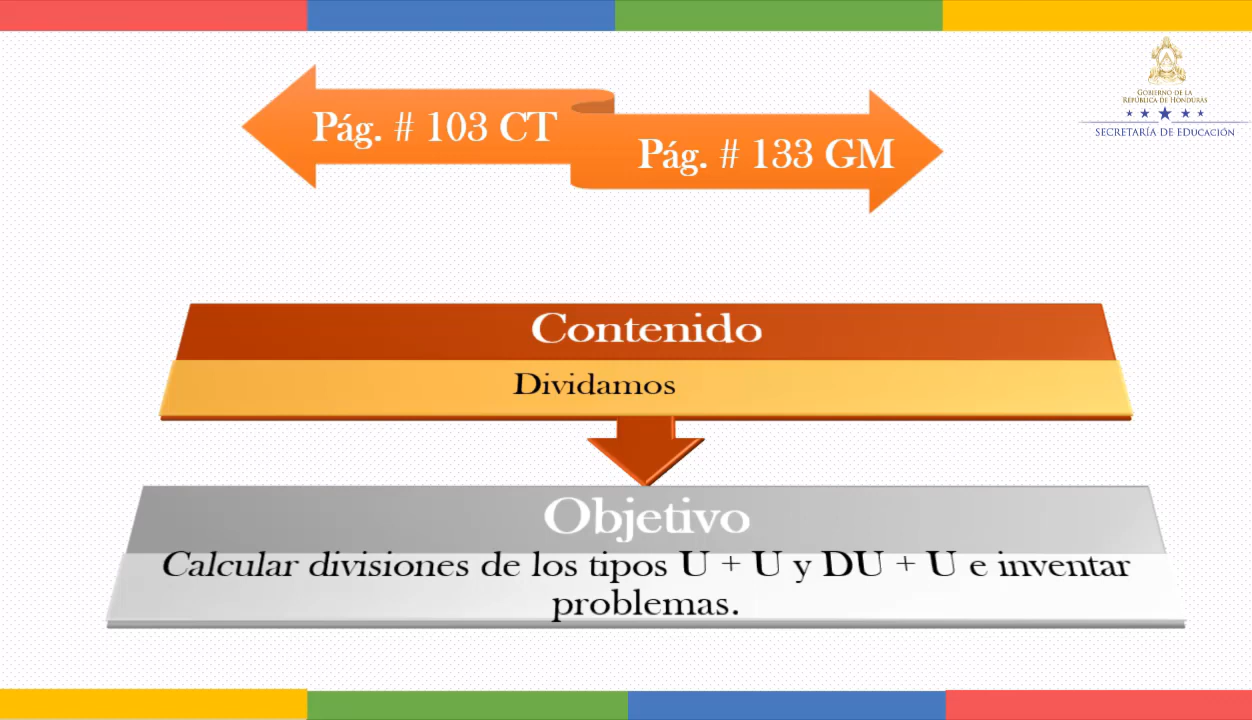 Pág. # 103 CT
Pág. # 133 GM
GOBIERNO DE LA
REPÚBLICA DE HONDURAS
SECRETARÍA DE EDUCACIÓN
Contenido
Dividamos
Objetivo
Calcular divisiones de los tipos U + U y DU + U e inventar
problemas.